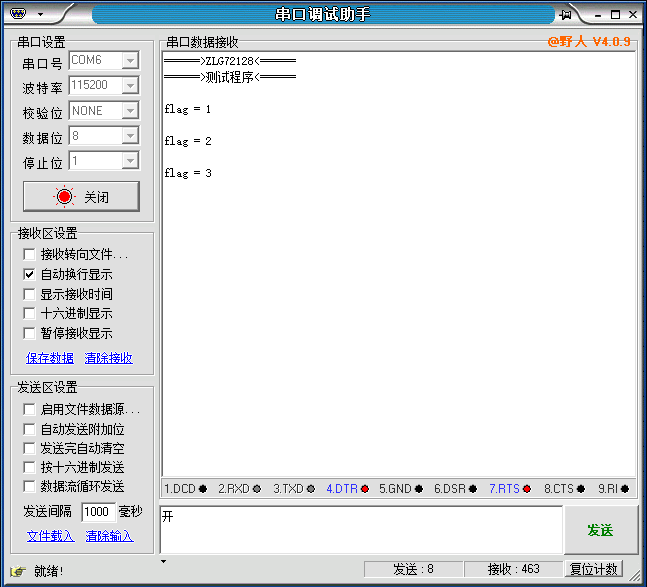 串口调试助手
串口设置
串口号 COM6
波特率 115200
校验位 NONE
数据位 8
停止位 1
关闭
接收区设置
接收转向文件...
自动换行显示
显示接收时间
十六进制显示
暂停接收显示
保存数据 清除接收
发送区设置
启用文件数据源...
自动发送附加位
发送完自动清空
按十六进制发送
数据流循环发送
发送间隔 1000 毫秒
文件载入 清除输入
串口数据接收
@野人 V4.0.9
=====>ZLG72128<=====
=====>测试程序<=====
flag = 1
flag = 2
flag = 3
1.DCD 2.RXD 3.TXD 4.DTR 5.GND 6.DSR 7.RTS 8.CTS 9.RI
开
发送
就绪! 发送 : 8 接收 : 463 复位计数